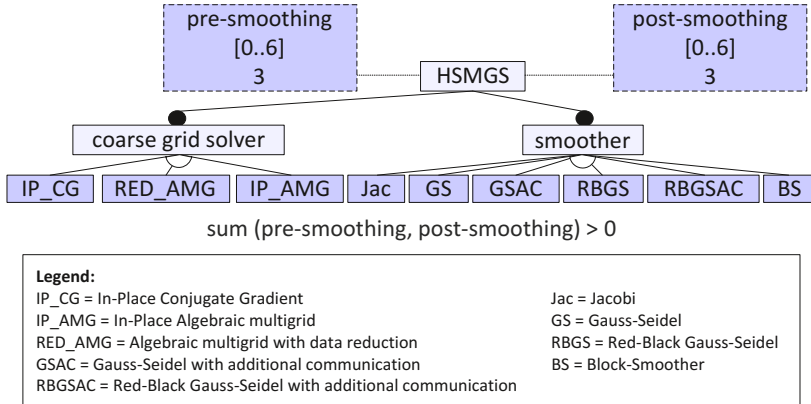 pre-smoothing
[0..6]
3
post-smoothing
[0..6]
3
HSMGS
coarse grid solver
smoother
IP_CG RED_AMG IP_AMG Jac GS GSAC RBGS RBGSAC BS
sum (pre-smoothing, post-smoothing) > 0
Legend:
IP_CG = In-Place Conjugate Gradient
IP_AMG = In-Place Algebraic multigrid
RED_AMG = Algebraic multigrid with data reduction
GSAC = Gauss-Seidel with additional communication
RBGSAC = Red-Black Gauss-Seidel with additional communication
Jac = Jacobi
GS = Gauss-Seidel
RBGS = Red-Black Gauss-Seidel
BS = Block-Smoother